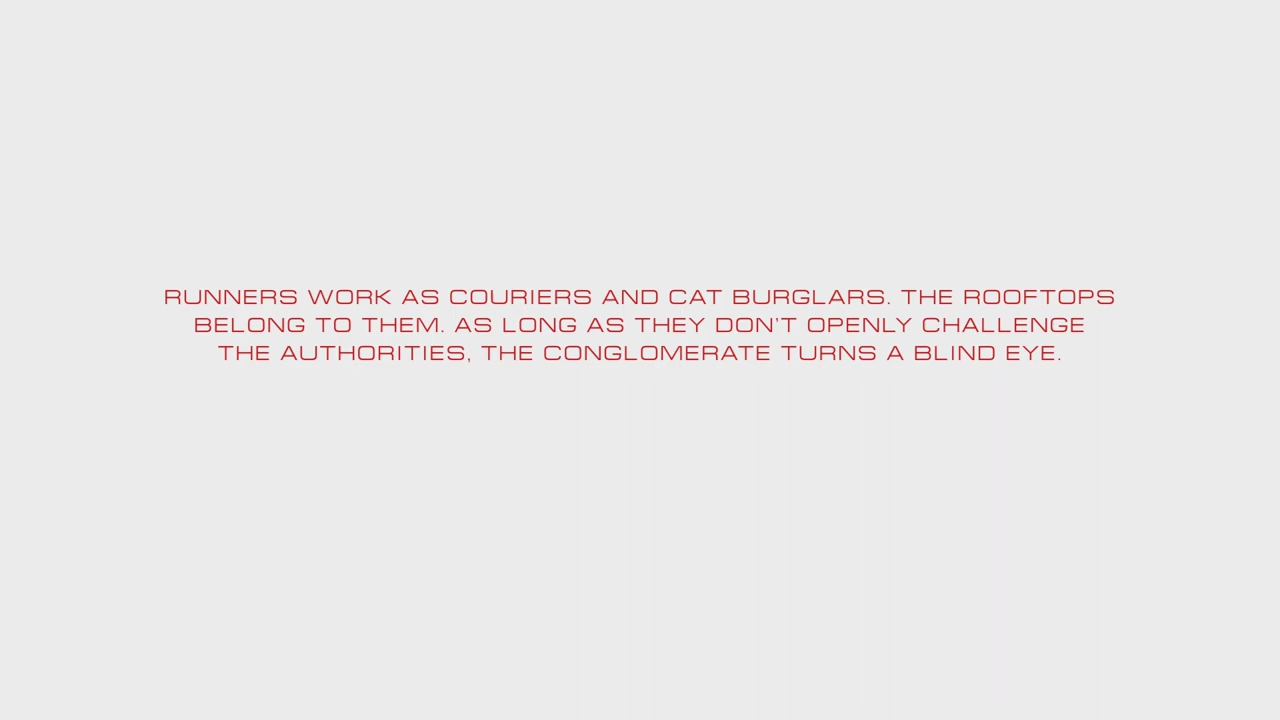 RUNNERS WORK AS COURIERS AND CAT BURGLARS. THE ROOFTOPS
BELONG TO THEM. AS LONG AS THEY DON'T OPENLY CHALLENGE
THE AUTHORITIES, THE CONGLOMERATE TURNS A BLIND EYE.